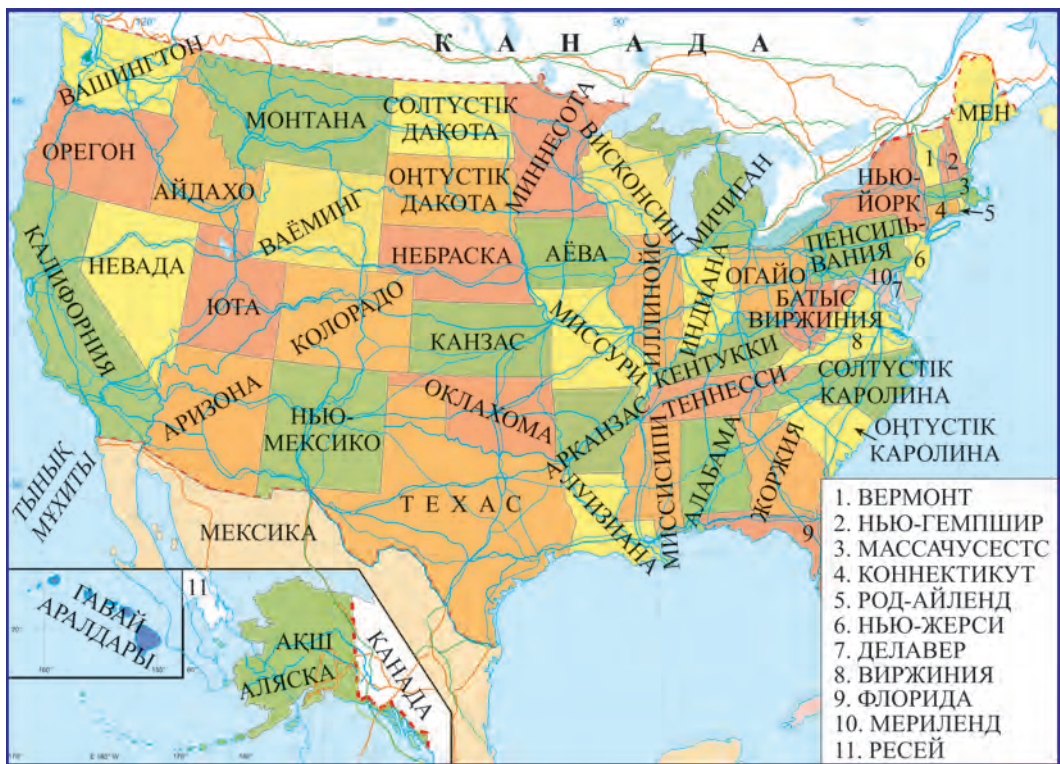 К А Н А Д А
ВАШИНГТОН
МОНТАНА
СОЛТҮСТІК
ДАКОТА
МИННЕСОТА
ВИСКОНСИН
МИЧИГАН
МЕН
1
2
ОРЕГОН
АЙДАХО
ВАЁМИНГ
ОҢТҮСТІК
ДАКОТА
НЬЮ-
ЙОРК
3
4
5
КАЛИФОРНИЯ
НЕВАДА
ЮТА
КОЛОРАДО
НЕБРАСКА
АЁВА
ИЛЛИНОЙС
ИНДИАНА
ОГАЙО
ПЕНСИЛЬ-
ВАНИЯ
6
10
7
БАТЫС
ВИРЖИНИЯ
8
КАНЗАС
МИССУРИ
КЕНТУККИ
АРИЗОНА
НЬЮ-
МЕКСИКО
ОКЛАХОМА
АРКАНЗАС
ТЕННЕССИ
СОЛТҮСТІК
КАРОЛИНА
ОҢТҮСТІК
КАРОЛИНА
ТЕХАС
ЛУИЗИАНА
МИССИСИПИ
АЛАБАМА
ЖОРЖИЯ
9
ТЫНЫК
МҰХИТЫ
МЕКСИКА
ГАВАЙ
АРАЛДАРЫ
11
АҚШ
АЛЯСКА
КАНАДА
1. ВЕРМОНТ
2. НЬЮ-ГЕМПШИР
3. МАССАЧУСЕСТС
4. КОННЕКТИКУТ
5. РОД-АЙЛЕНД
6. НЬЮ-ЖЕРСИ
7. ДЕЛАВЕР
8. ВИРЖИНИЯ
9. ФЛОРИДА
10. МЕРИЛЕНД
11. РЕСЕЙ